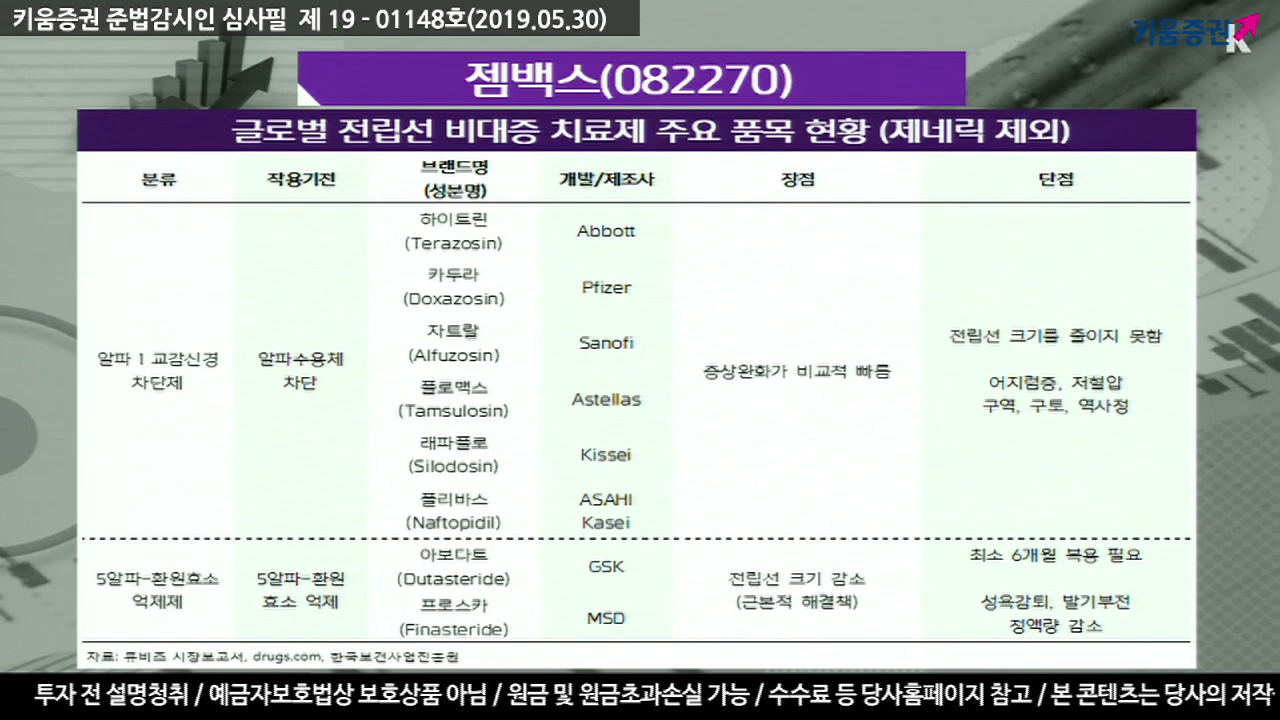 키움증권 준법감시인 심사필 제 19 - 01148호(2019.05.30)
키움증권
젬백스(082270)
글로벌 전립선 비대증 치료제 주요 품목 현황 (제네릭 제외)
분류 작용기전 브랜드명 개발/제조사 장점 단점
(성분명)
하이트린
(Terazosin)
Abbott
카두라
(Doxazosin)
Pfizer
자트랄
(Alfuzosin)
Sanofi
플로맥스
(Tamsulosin)
Astellas
래파플로
(Silodosin)
Kissei
플리바스
(Naftopidil)
ASAHI
Kasei
알파 1 교감신경
차단제
알파수용체
차단
증상완화가 비교적 빠름
전립선 크기를 줄이지 못함
어지럼증, 저혈압
구역, 구토, 역사정
5알파-환원효소
억제제
5알파-환원
효소 억제
아보다트
(Dutasteride)
GSK
프로스카
(Finasteride)
MSD
전립선 크기 감소
(근본적 해결책)
최소 6개월 복용 필요
성욕감퇴, 발기부전
정액량 감소
자료: 류비즈 시장보고서, drugs.com, 한국보건사업진흥원
투자 전 설명청취 / 예금자보호법상 보호상품 아님 / 원금 및 원금초과손실 가능 / 수수료 등 당사홈페이지 참고 / 본 콘텐츠는 당사의 저작